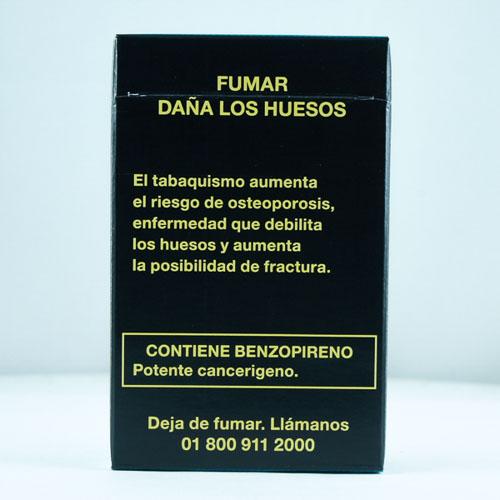 FUMAR
DAÑA LOS HUESOS
El tabaquismo aumenta
el riesgo de osteoporosis,
enfermedad que debilita
los huesos y aumenta
la posibilidad de fractura.
CONTIENE BENZOPIRENO
Potente cancerigeno.
Deja de fumar. Llámanos
01 800 911 2000